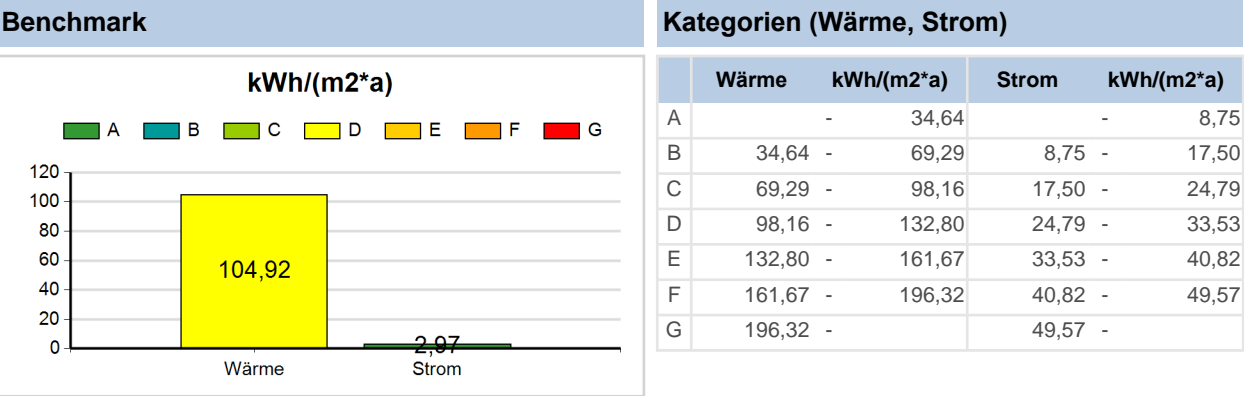 Benchmark
kWh/(m2*a)
A B C D E F G
120
100
80
60
40
20
0
104,92
2,97
Wärme Strom
Kategorien (Wärme, Strom)
Wärme kWh/(m2*a) Strom kWh/(m2*a)
A - 34,64 - 8,75
B 34,64 - 69,29 8,75 - 17,50
C 69,29 - 98,16 17,50 - 24,79
D 98,16 - 132,80 24,79 - 33,53
E 132,80 - 161,67 33,53 - 40,82
F 161,67 - 196,32 40,82 - 49,57
G 196,32 - 49,57 -